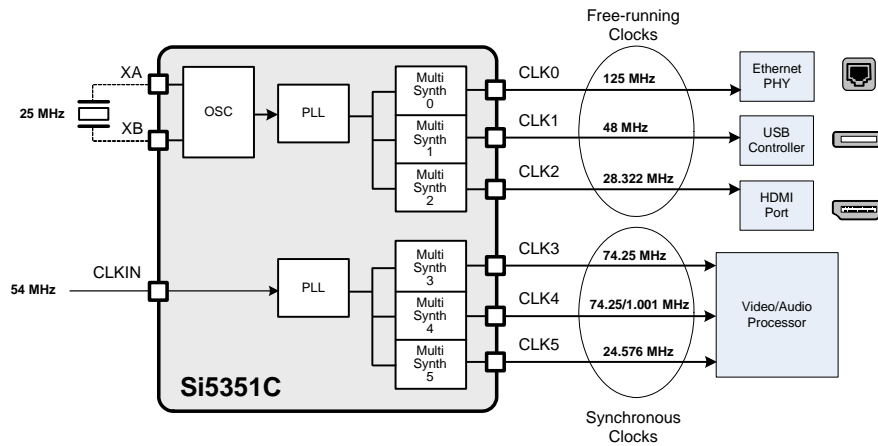 Free-running
Clocks
XA
25 MHz
XB
OSC
PLL
Multi
Synth
0
Multi
Synth
1
Multi
Synth
2
CLK0
125 MHz
CLK1
48 MHz
CLK2
28.322 MHz
Ethernet
PHY
USB
Controller
HDMI
Port
CLKIN
54 MHz
PLL
Multi
Synth
3
Multi
Synth
4
Multi
Synth
5
CLK3
74.25 MHz
CLK4
74.25/1.001 MHz
CLK5
24.576 MHz
Video/Audio
Processor
Si5351C
Synchronous
Clocks